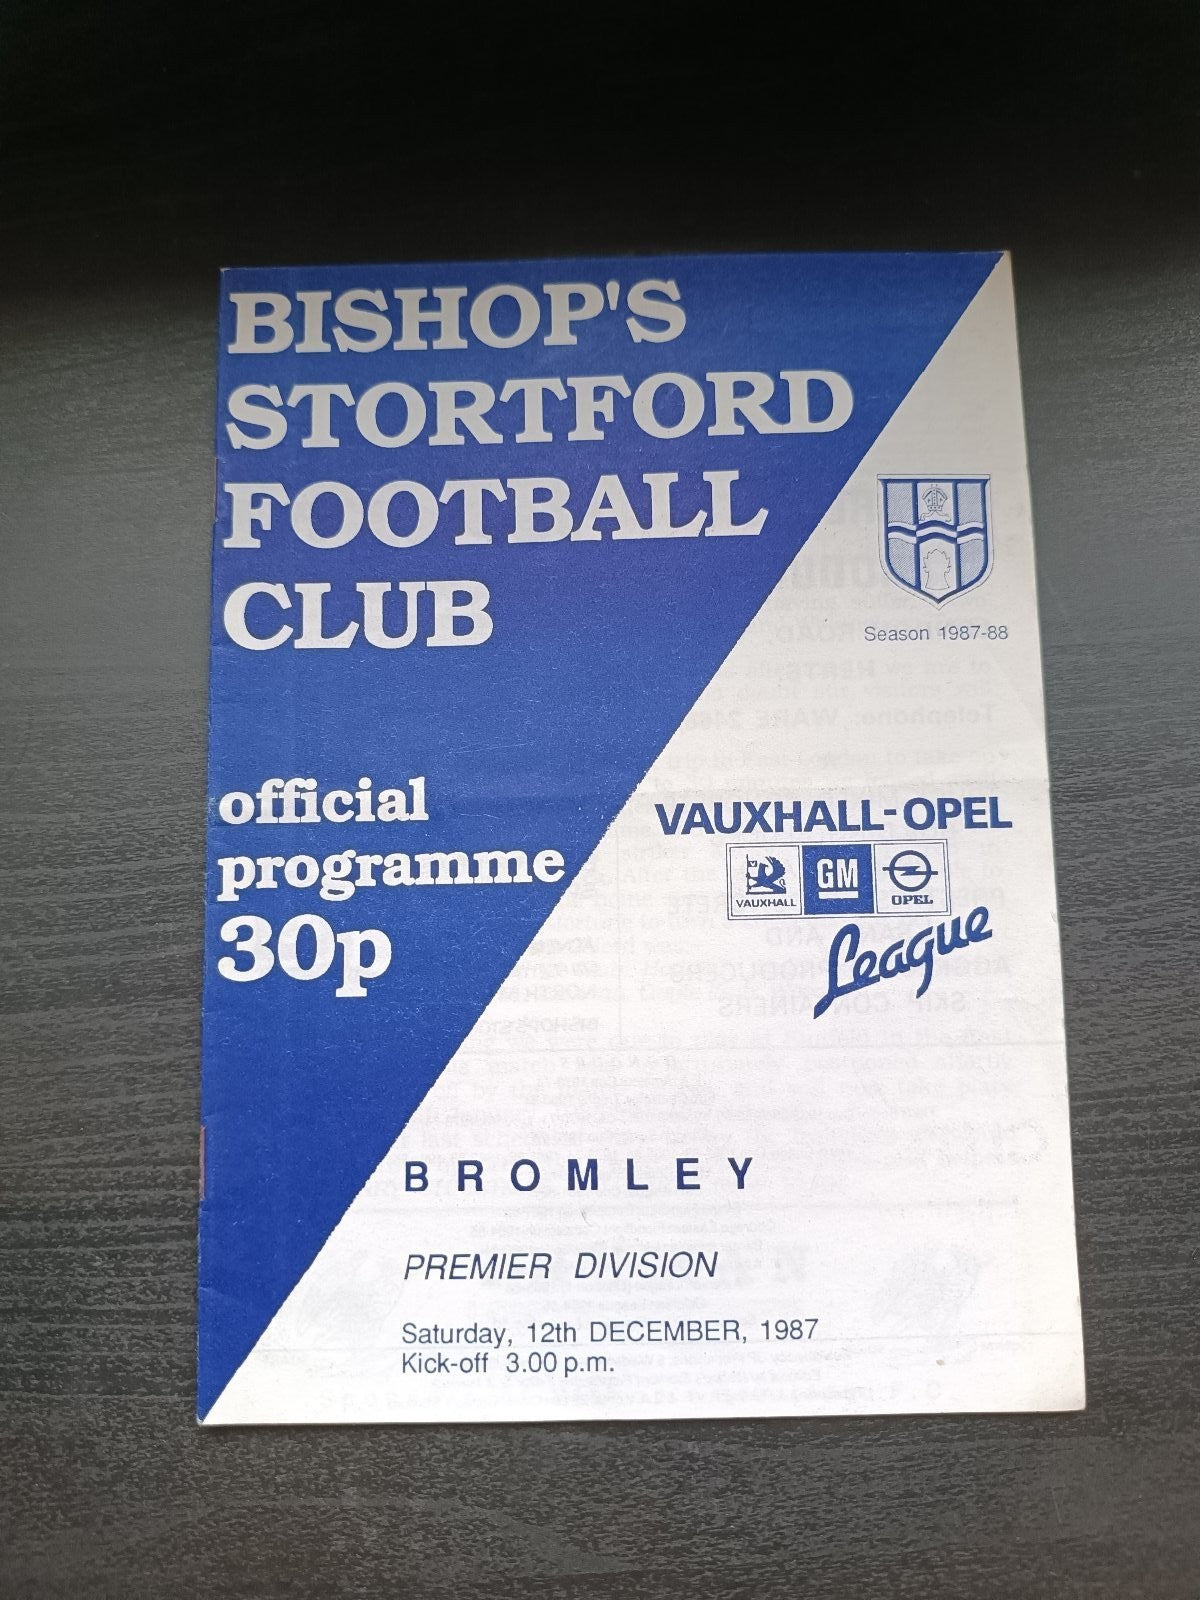 BISHOP'S
STORTFORD
FOOTBALL
CLUB
Season 1987-88
official
programme
30p
VAUXHALL-OPEL
VAUXHALL
GM
OPEL
League
BROMLEY
PREMIER DIVISION
Saturday, 12th DECEMBER, 1987
Kick-off 3.00 p.m.